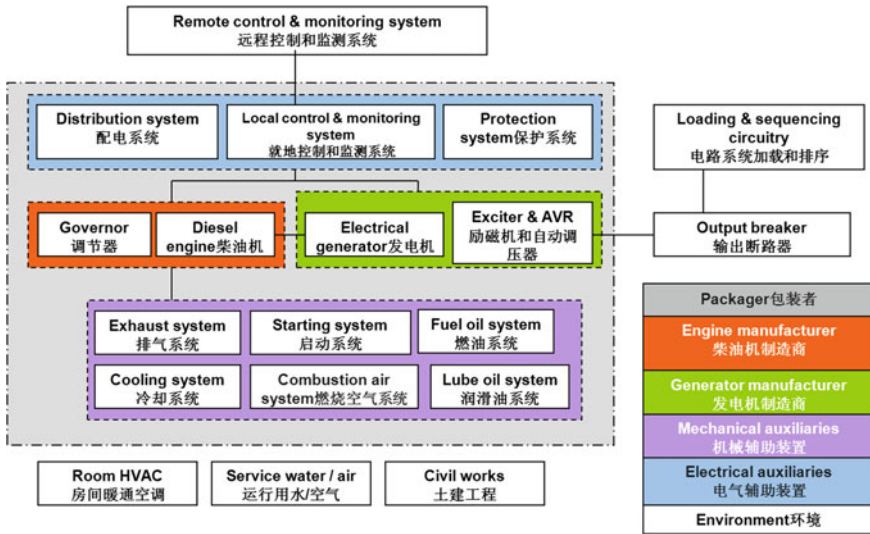 Remote control & monitoring system
远程控制和监测系统
Distribution system
配电系统
Local control & monitoring
system
就地控制和监测系统
Protection
system保护系统
Loading & sequencing
circuitry
电路系统加载和排序
Governor
调节器
Diesel
engine柴油机
Electrical
generator发电机
Exciter & AVR
励磁机和自动调
压器
Output breaker
输出断路器
Exhaust system
排气系统
Starting system
启动系统
Fuel oil system
燃油系统
Cooling system
冷却系统
Combustion air
system燃烧空气系统
Lube oil system
润滑油系统
Room HVAC
房间暖通空调
Service water / air
运行用水/空气
Civil works
土建工程
Packager包装者
Engine manufacturer
柴油机制造商
Generator manufacturer
发电机制造商
Mechanical auxiliaries
机械辅助装置
Electrical auxiliaries
电气辅助装置
Environment环境